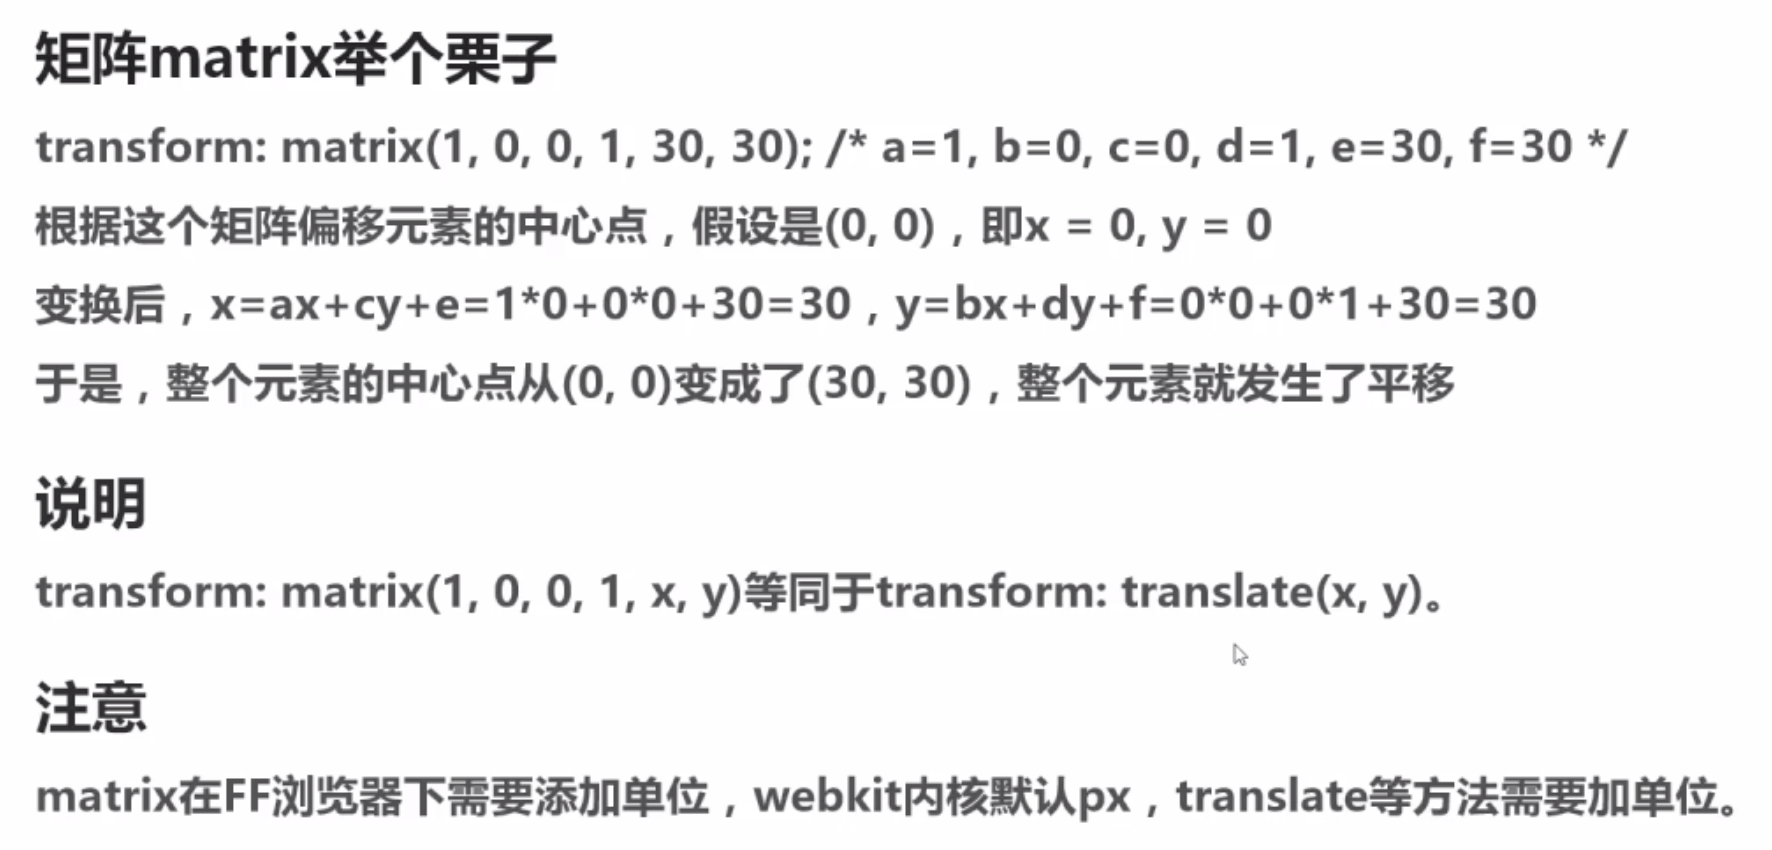 矩阵matrix举个栗子
transform: matrix(1, 0, 0, 1, 30, 30); /* a=1, b=0, c=0, d=1, e=30, f=30 */
根据这个矩阵偏移元素的中心点，假设是(0, 0)，即x = 0, y = 0
变换后，x=ax+cy+e=1*0+0*0+30=30，y=bx+dy+f=0*0+0*1+30=30
于是，整个元素的中心点从(0, 0)变成了(30, 30)，整个元素就发生了平移
说明
transform: matrix(1, 0, 0, 1, x, y)等同于transform: translate(x, y)。
注意
matrix在FF浏览器下需要添加单位，webkit内核默认px，translate等方法需要加单位。